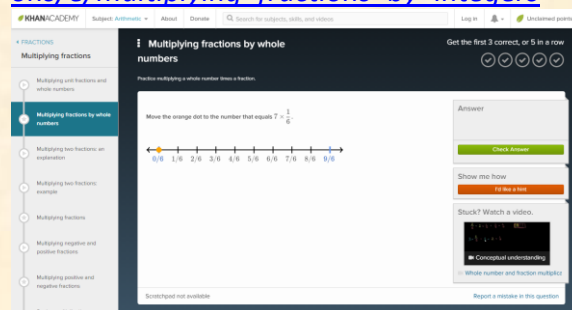 ons/e/multiplying_fractions_by_integers
KHANACADEMY Subject: Arithmetic About Donate Search for subjects, skills, and videos Log in Unclaimed points
FRACTIONS
Multiplying fractions
Multiplying unit fractions and
whole numbers
Multiplying fractions by whole
numbers
Multiplying two fractions: an
explanation
Multiplying two fractions:
example
Multiplying fractions
Multiplying negative and
positive fractions
Multiplying positive and
negative fractions
Multiplying fractions by whole
numbers
Get the first 3 correct, or 5 in a row
Practice multiplying a whole number times a fraction.
Move the orange dot to the number that equals 7 × 1/6.
0/6 1/6 2/6 3/6 4/6 5/6 6/6 7/6 8/6 9/6
Scratchpad not available
Answer
Check Answer
Show me how
I'd like a hint
Stuck? Watch a video.
Conceptual understanding
Whole number and fraction multiplic
Report a mistake in this question